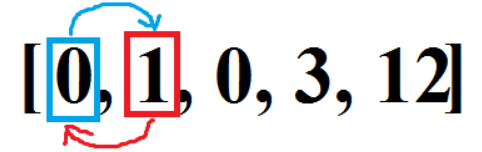 [0, 1, 0, 3, 12]